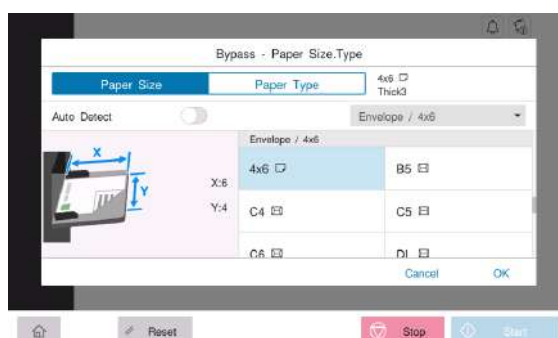 Bypass - Paper Size.Type
Paper Size
Paper Type
4x6
Thick3
Auto Detect
Envelope / 4x6
Envelope / 4x6
X
Y
X:6
Y:4
4x6
B5
C4
C5
C6
DL
Cancel
OK
Reset
Stop
Start